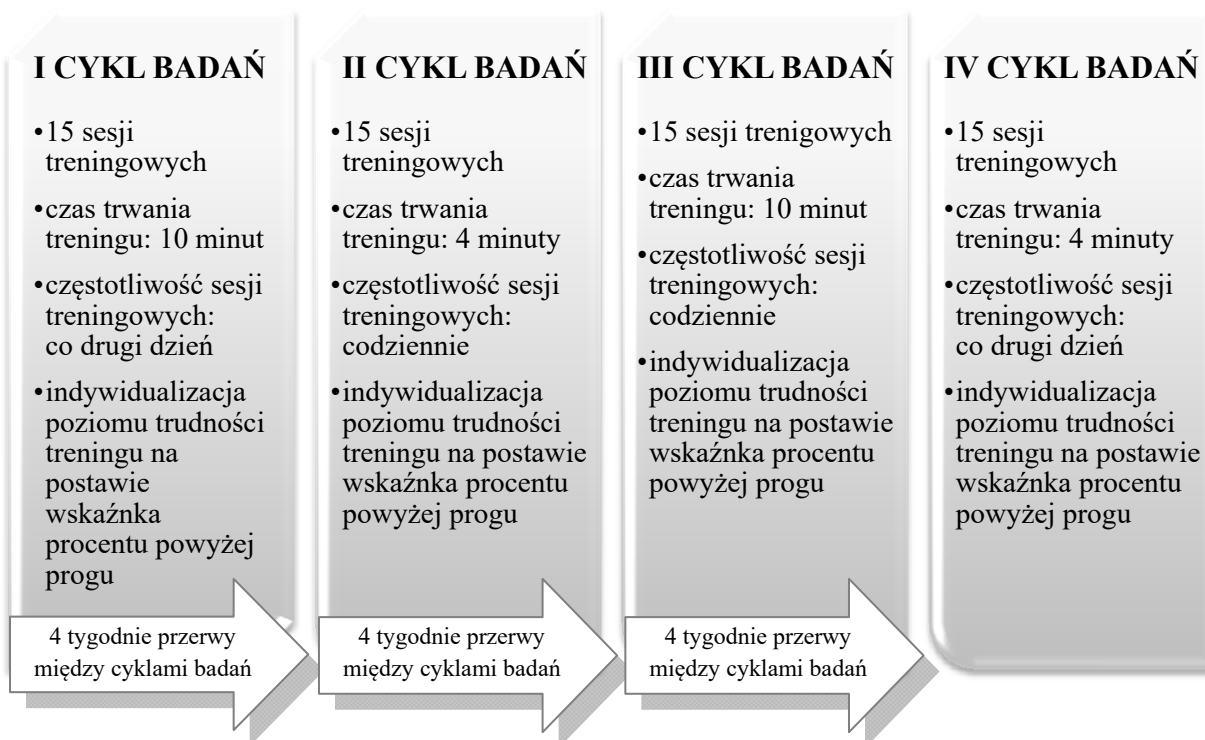 I CYKL BADAŃ
•15 sesji
treningowych
•czas trwania
treningu: 10 minut
•częstotliwość sesji
treningowych:
co drugi dzień
•indywidualizacja
poziomu trudności
treningu na
postawie
wskaźnka
procentu powyżej
progu
4 tygodnie przerwy
między cyklami badań
II CYKL BADAŃ
•15 sesji
treningowych
•czas trwania
treningu: 4 minuty
•częstotliwość sesji
treningowych:
codziennie
•indywidualizacja
poziomu trudności
treningu na postawie
wskaźnka procentu
powyżej progu
4 tygodnie przerwy
między cyklami badań
III CYKL BADAŃ
•15 sesji trenigowych
•czas trwania
treningu: 10 minut
•częstotliwość sesji
treningowych:
codziennie
•indywidualizacja
poziomu trudności
treningu na postawie
wskaźnka procentu
powyżej progu
4 tygodnie przerwy
między cyklami badań
IV CYKL BADAŃ
•15 sesji
treningowych
•czas trwania
treningu: 4 minuty
•częstotliwość sesji
treningowych:
co drugi dzień
•indywidualizacja
poziomu trudności
treningu na postawie
wskaźnka procentu
powyżej progu